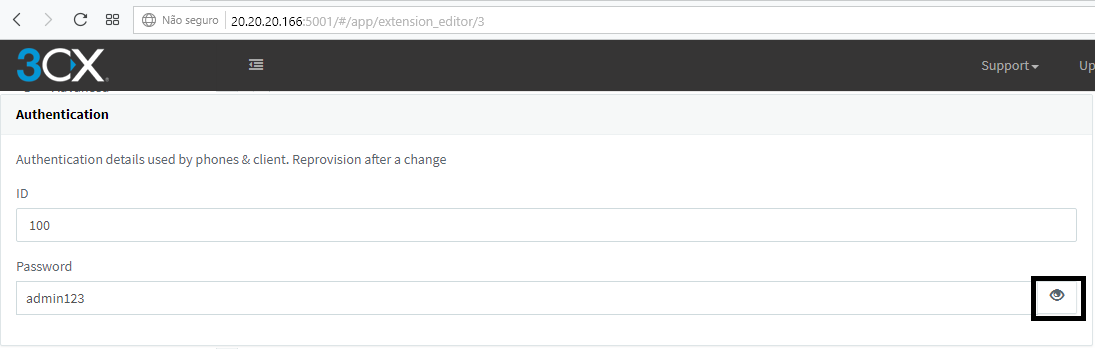 Não seguro 20.20.20.166:5001/#/app/extension_editor/3
3CX Support Up
Authentication
Authentication details used by phones & client. Reprovision after a change
ID
100
Password
admin123